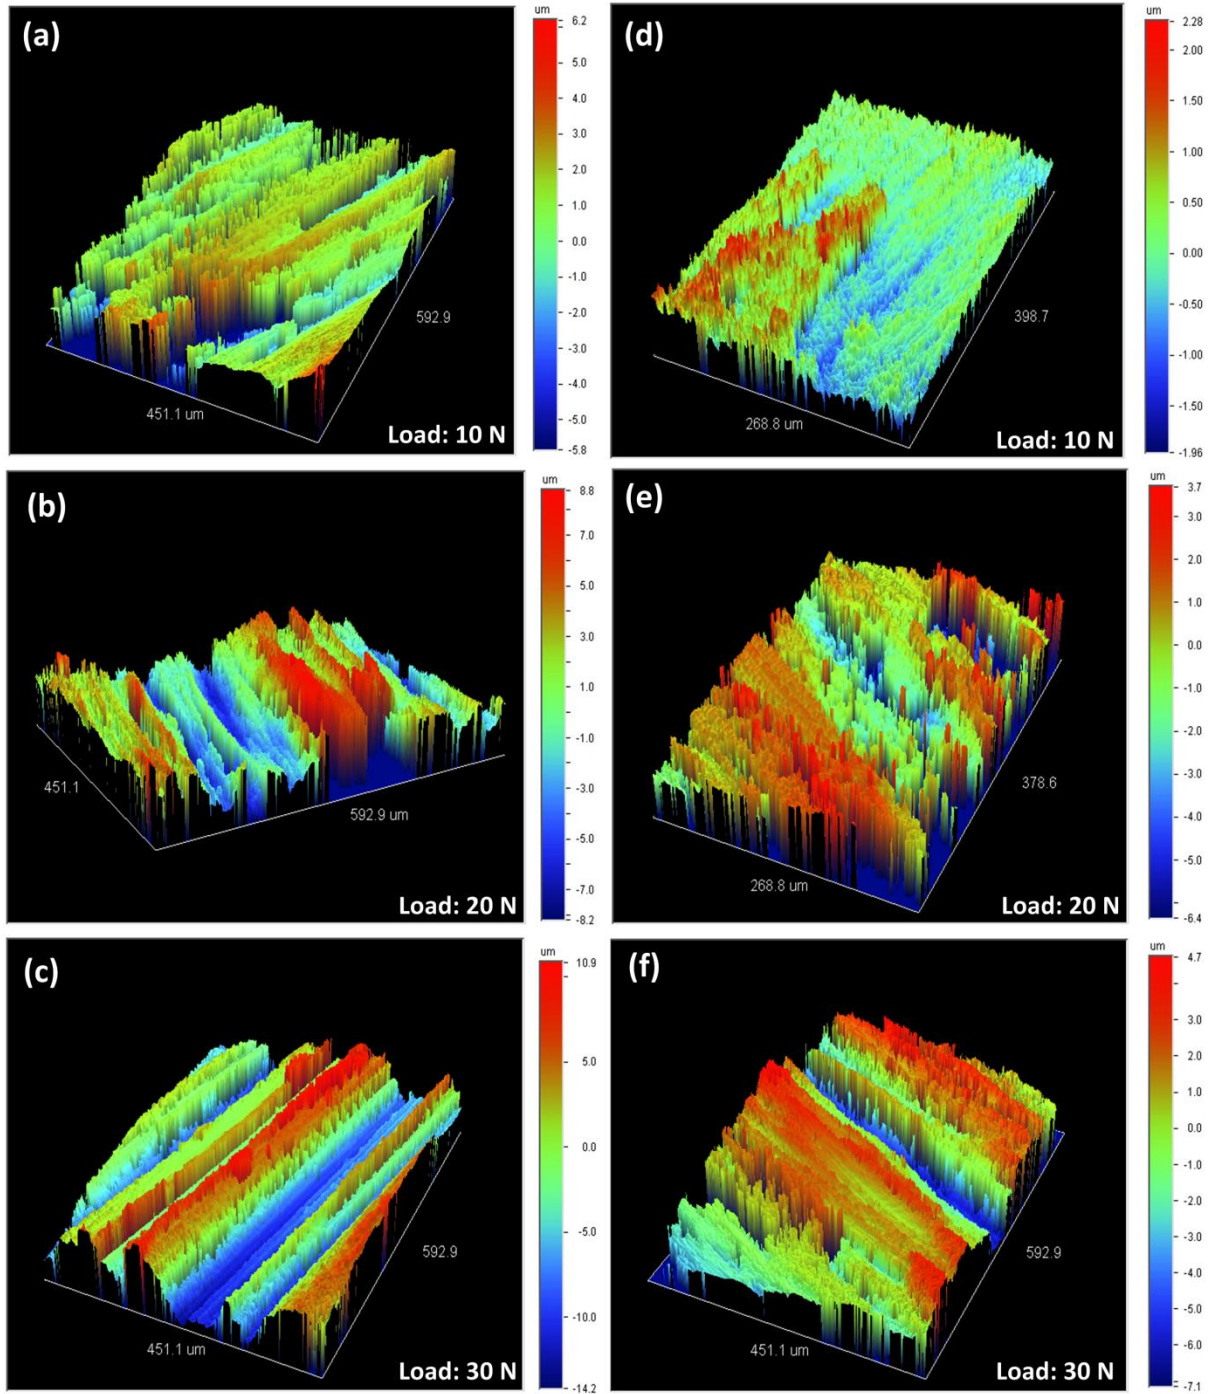 (a)
451.1 um
592.9
Load: 10 N
um
6.2
5.0
4.0
3.0
2.0
1.0
0.0
-1.0
-2.0
-3.0
-4.0
-5.0
-5.8
(d)
268.8 um
398.7
Load: 10 N
um
2.28
2.00
1.50
1.00
0.50
0.00
-0.50
-1.00
-1.50
-1.96
(b)
451.1
592.9 um
Load: 20 N
um
8.8
7.0
5.0
3.0
1.0
-1.0
-3.0
-5.0
-7.0
-8.2
(e)
268.8 um
378.6
Load: 20 N
um
3.7
3.0
2.0
1.0
0.0
-1.0
-2.0
-3.0
-4.0
-5.0
-6.4
(c)
451.1 um
592.9
Load: 30 N
um
10.9
5.0
0.0
-5.0
-10.0
-14.2
(f)
451.1 um
592.9
Load: 30 N
um
4.7
3.0
2.0
1.0
0.0
-1.0
-2.0
-3.0
-4.0
-5.0
-6.0
-7.1